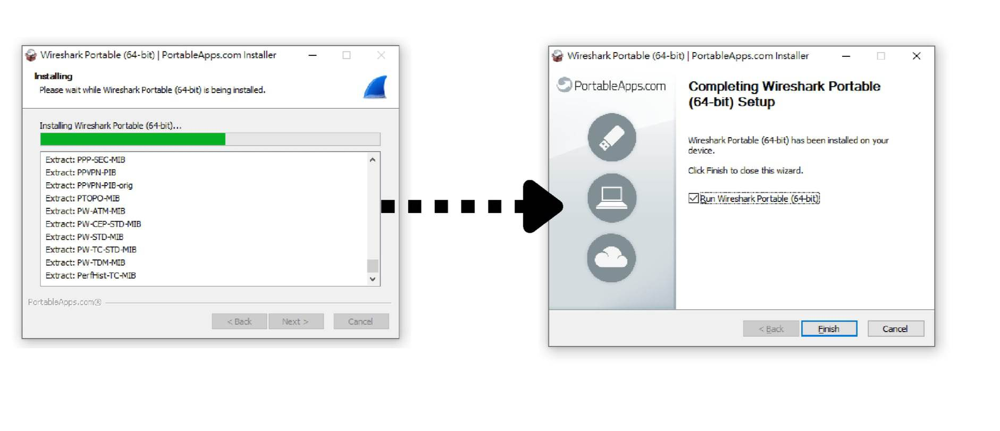 Wireshark Portable (64-bit) | PortableApps.com Installer
Installing
Please wait while Wireshark Portable (64-bit) is being installed.
Installing Wireshark Portable (64-bit)...
Extract: PPP-SEC-MIB
Extract: PPVPN-PIB
Extract: PPVPN-PIB-orig
Extract: PTOPO-MIB
Extract: PW-ATM-MIB
Extract: PW-CEP-STD-MIB
Extract: PW-STD-MIB
Extract: PW-TC-STD-MIB
Extract: PW-TDM-MIB
Extract: PerfHist-TC-MIB
PortableApps.com®
< Back Next > Cancel
Wireshark Portable (64-bit) | PortableApps.com Installer
PortableApps.com
Completing Wireshark Portable
(64-bit) Setup
Wireshark Portable (64-bit) has been installed on your
device.
Click Finish to close this wizard.
Run Wireshark Portable (64-bit)
< Back Finish Cancel